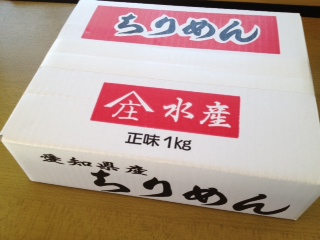 ちりめん
庄 水産
正味1kg
愛知県産
ちりめん